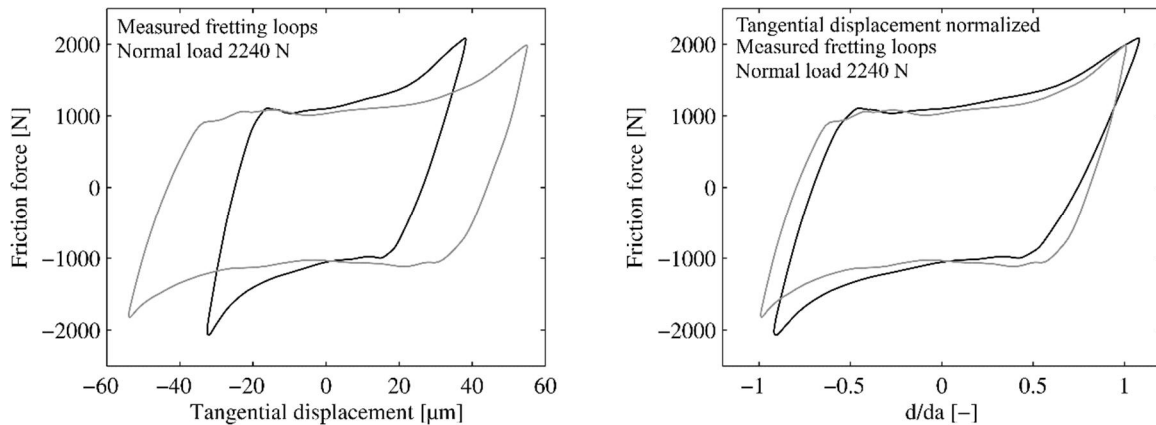 Measured fretting loops
Normal load 2240 N
Friction force [N]
2000
1000
0
−1000
−2000
−60
−40
−20
0
20
40
60
Tangential displacement [μm]
Tangential displacement normalized
Measured fretting loops
Normal load 2240 N
Friction force [N]
2000
1000
0
−1000
−2000
−1
−0.5
0
0.5
1
d/da [−]